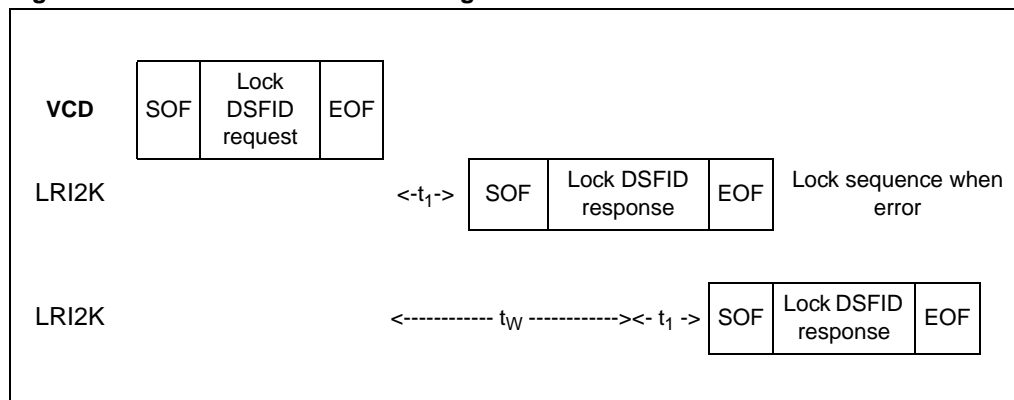 VCD
SOF
Lock
DSFID
request
EOF
LRI2K
<-t1->
SOF
Lock DSFID
response
EOF
Lock sequence when
error
LRI2K
<------------ tW ------------><- t1 ->
SOF
Lock DSFID
response
EOF